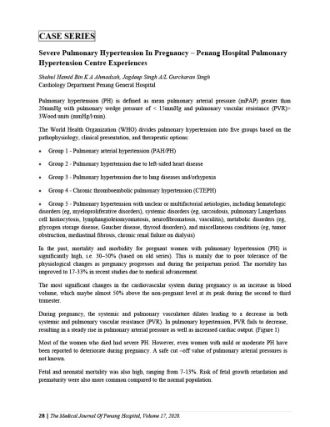 CASE SERIES
Severe Pulmonary Hypertension In Pregnancy – Penang Hospital Pulmonary
Hypertension Centre Experiences
Shahul Hamid Bin K A Ahmadsah, Jagdeep Singh A/L Gurcharan Singh
Cardiology Department Penang General Hospital
Pulmonary hypertension (PH) is defined as mean pulmonary arterial pressure (mPAP) greater than
20mmHg with pulmonary wedge pressure of < 15mmHg and pulmonary vascular resistance (PVR)>
3Wood units (mmHg/l/min).
The World Health Organization (WHO) divides pulmonary hypertension into five groups based on the
pathophysiology, clinical presentation, and therapeutic options:
• Group 1 - Pulmonary arterial hypertension (PAH/PH)
• Group 2 - Pulmonary hypertension due to left-sided heart disease
• Group 3 - Pulmonary hypertension due to lung diseases and/or hypoxia
• Group 4 - Chronic thromboembolic pulmonary hypertension (CTEPH)
• Group 5 - Pulmonary hypertension with unclear or multifactorial aetiologies, including hematologic
disorders (eg, myeloproliferative disorders), systemic disorders (eg, sarcoidosis, pulmonary Langerhans
cell histiocytosis, lymphangioleiomyomatosis, neurofibromatosis, vasculitis), metabolic disorders (eg,
glycogen storage disease, Gaucher disease, thyroid disorders), and miscellaneous conditions (eg, tumor
obstruction, mediastinal fibrosis, chronic renal failure on dialysis)
In the past, mortality and morbidity for pregnant women with pulmonary hypertension (PH) is
significantly high, i.e. 30–50% (based on old series). This is mainly due to poor tolerance of the
physiological changes as pregnancy progresses and during the peripartum period. The mortality has
improved to 17-33% in recent studies due to medical advancement.
The most significant changes in the cardiovascular system during pregnancy is an increase in blood
volume, which maybe almost 50% above the non-pregnant level at its peak during the second to third
trimester.
During pregnancy, the systemic and pulmonary vasculature dilates leading to a decrease in both
systemic and pulmonary vascular resistance (PVR). In pulmonary hypertension, PVR fails to decrease,
resulting in a steady rise in pulmonary arterial pressure as well as increased cardiac output. (Figure 1)
Most of the women who died had severe PH. However, even women with mild or moderate PH have
been reported to deteriorate during pregnancy. A safe cut –off value of pulmonary arterial pressures is
not known.
Fetal and neonatal mortality was also high, ranging from 7-13%. Risk of fetal growth retardation and
prematurity were also more common compared to the normal population.
28 | The Medical Journal Of Penang Hospital, Volume 17, 2020.